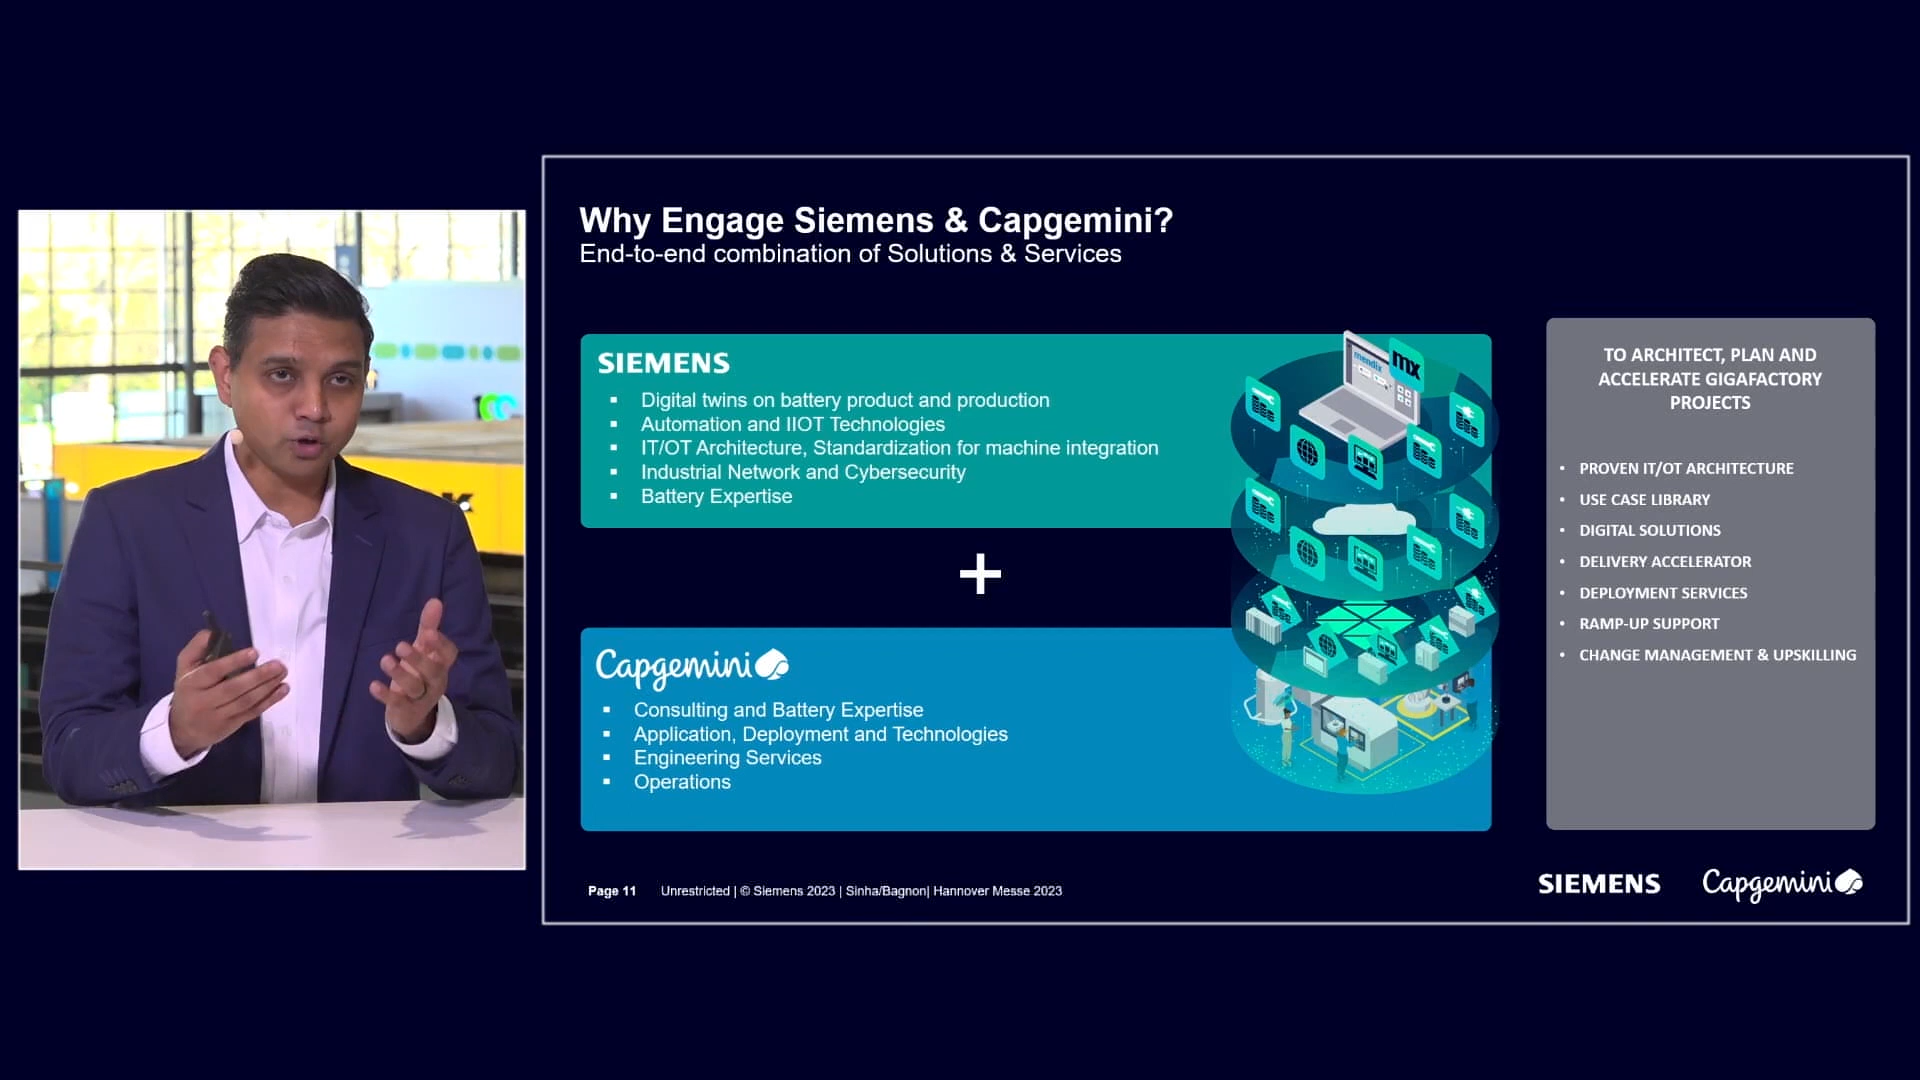 Why Engage Siemens & Capgemini?
End-to-end combination of Solutions & Services
SIEMENS
▪ Digital twins on battery product and production
▪ Automation and IIOT Technologies
▪ IT/OT Architecture, Standardization for machine integration
▪ Industrial Network and Cybersecurity
▪ Battery Expertise
mendix
mx
+
Capgemini
▪ Consulting and Battery Expertise
▪ Application, Deployment and Technologies
▪ Engineering Services
▪ Operations
TO ARCHITECT, PLAN AND
ACCELERATE GIGAFACTORY
PROJECTS
• PROVEN IT/OT ARCHITECTURE
• USE CASE LIBRARY
• DIGITAL SOLUTIONS
• DELIVERY ACCELERATOR
• DEPLOYMENT SERVICES
• RAMP-UP SUPPORT
• CHANGE MANAGEMENT & UPSKILLING
Page 11 Unrestricted | © Siemens 2023 | Sinha/Bagnon| Hannover Messe 2023
SIEMENS Capgemini